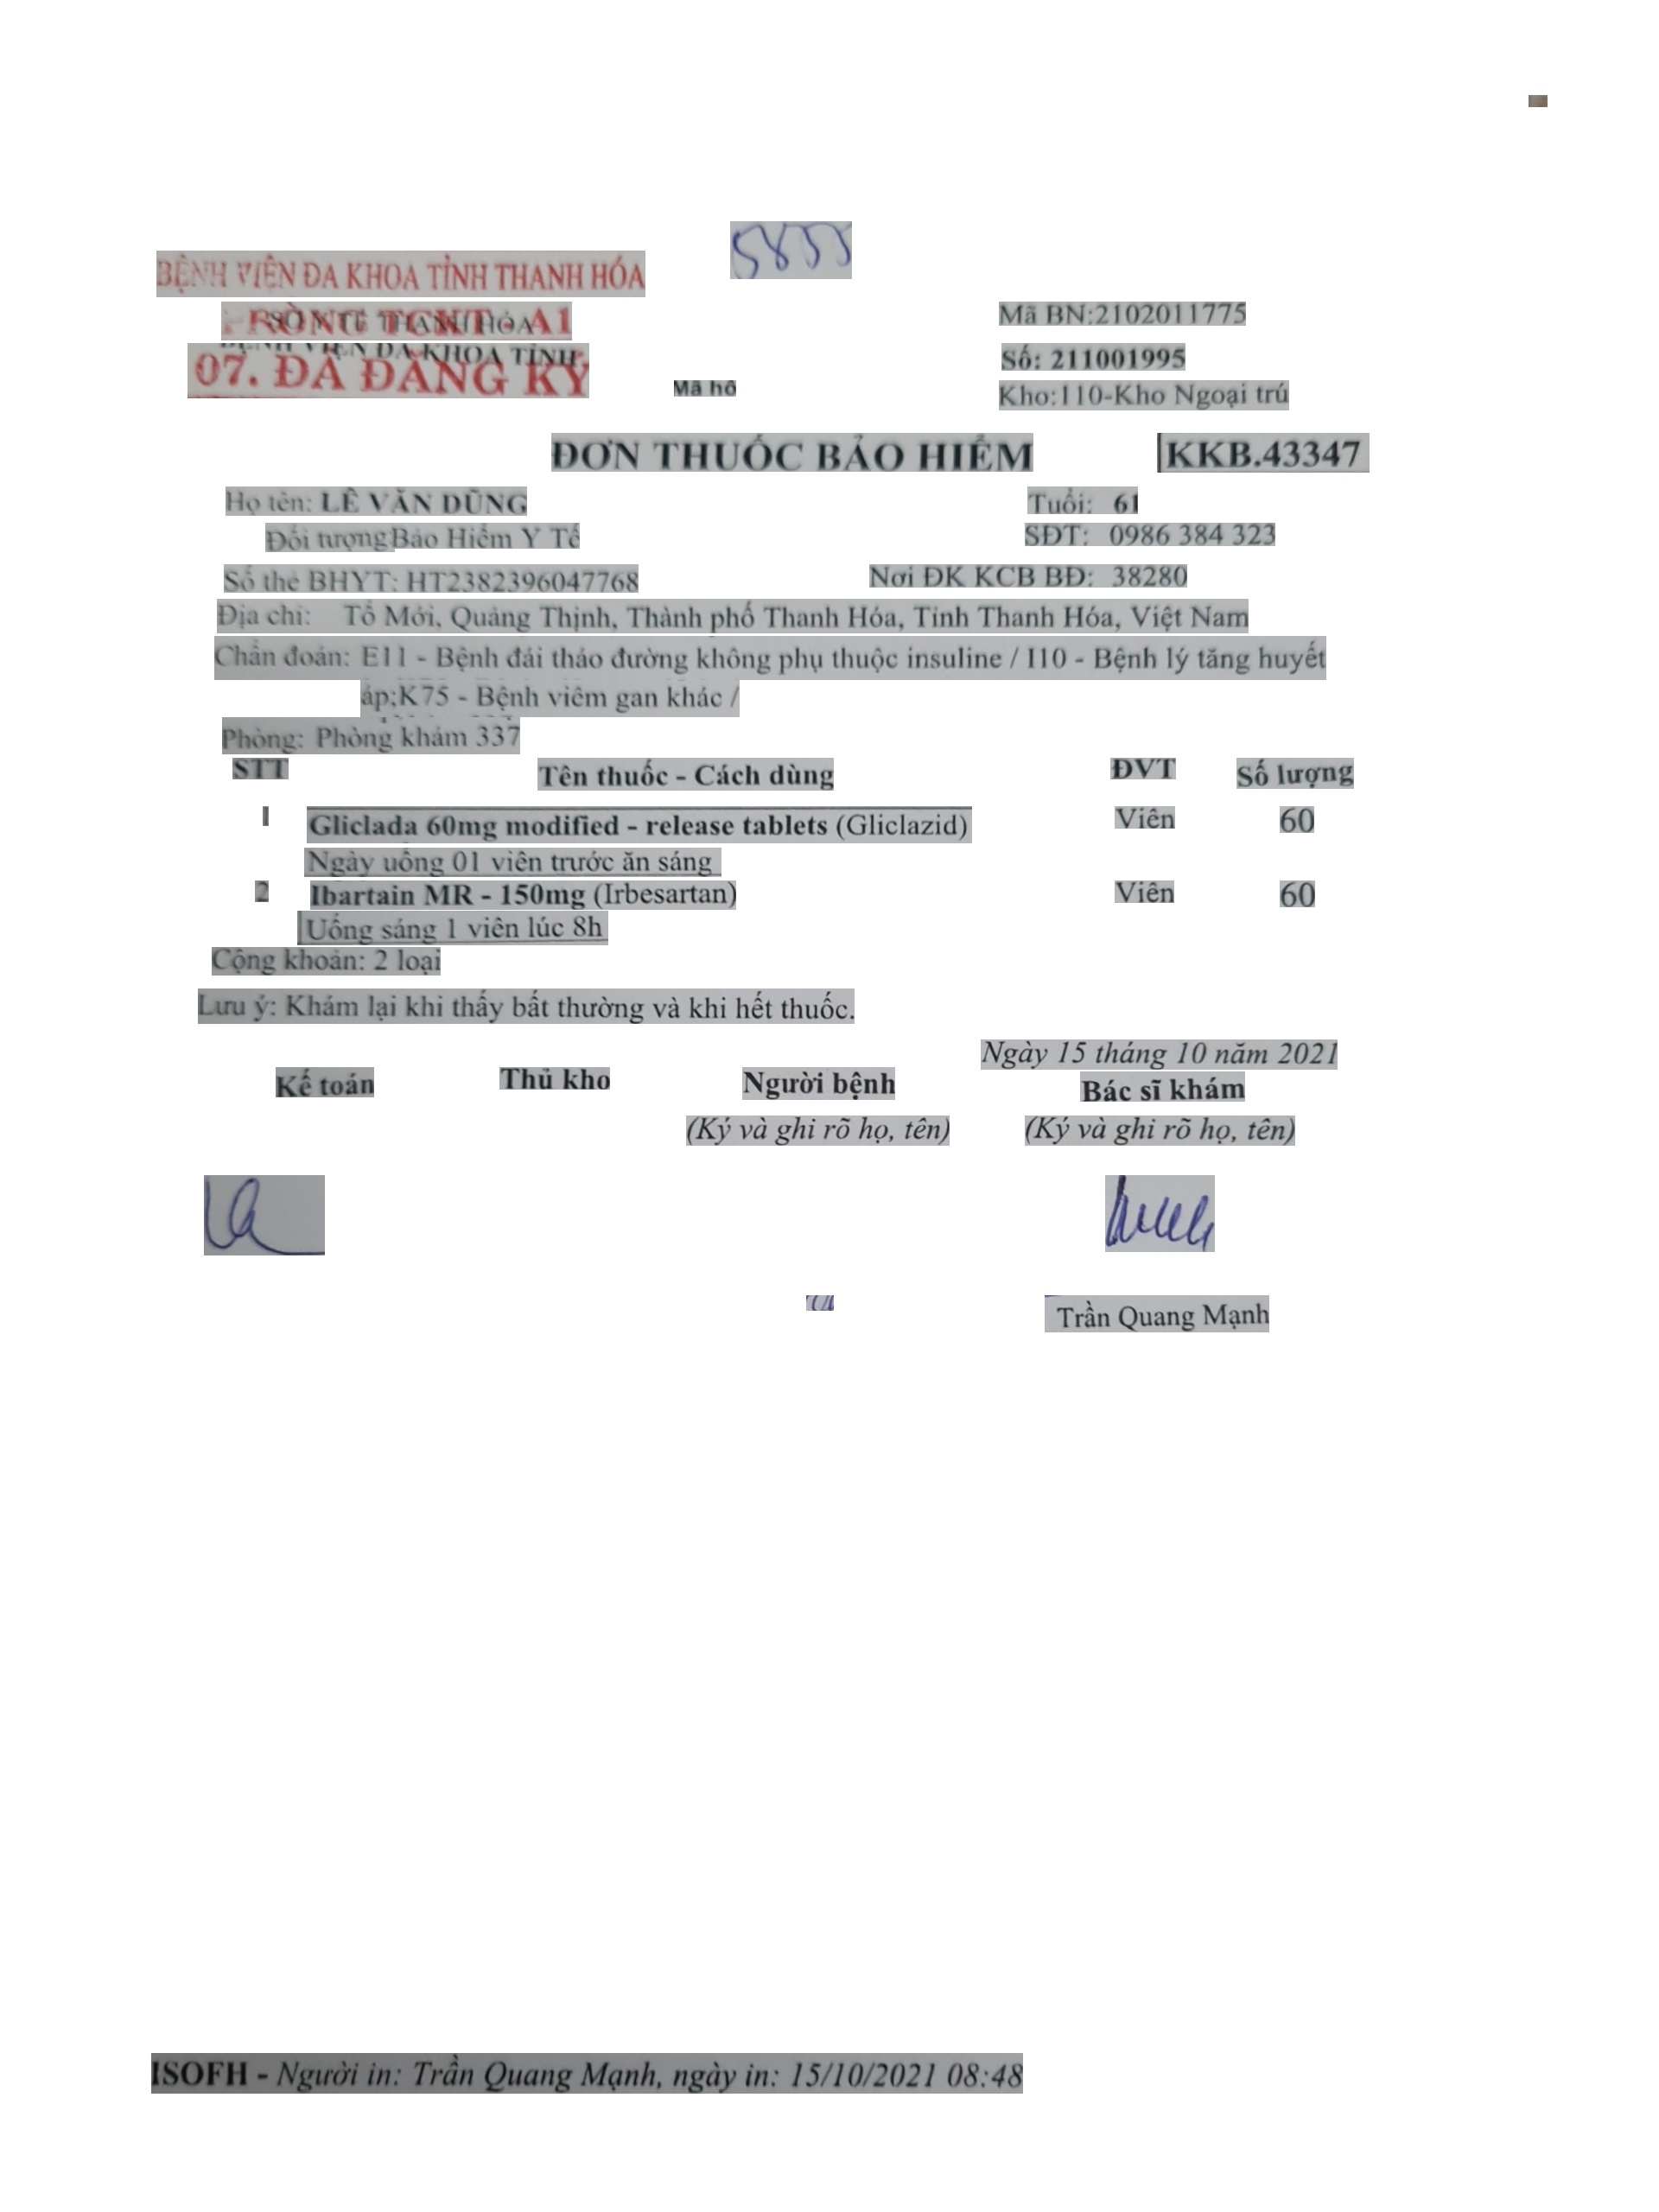 5855
BỆNH VIỆN ĐA KHOA TỈNH THANH HÓA
PHÒNG TCKT - A1
SỞ Y TẾ THANH HÓA
Mã BN:2102011775
BỆNH VIỆN ĐA KHOA TỈNH
07. ĐÃ ĐĂNG KÝ
Số: 211001995
Mã hồ
Kho:110-Kho Ngoại trú
ĐƠN THUỐC BẢO HIỂM KKB.43347
Họ tên: LÊ VĂN DŨNG Tuổi: 61
Đối tượng Bảo Hiểm Y Tế SĐT: 0986 384 323
Số thẻ BHYT: HT2382396047768 Nơi ĐK KCB BĐ: 38280
Địa chỉ: Tổ Mới, Quảng Thịnh, Thành phố Thanh Hóa, Tỉnh Thanh Hóa, Việt Nam
Chẩn đoán: E11 - Bệnh đái tháo đường không phụ thuộc insuline / I10 - Bệnh lý tăng huyết
áp;K75 - Bệnh viêm gan khác /
Phòng: Phòng khám 337
STT Tên thuốc - Cách dùng ĐVT Số lượng
1 Gliclada 60mg modified - release tablets (Gliclazid) Viên 60
Ngày uống 01 viên trước ăn sáng
2 Ibartain MR - 150mg (Irbesartan) Viên 60
Uống sáng 1 viên lúc 8h
Cộng khoản: 2 loại
Lưu ý: Khám lại khi thấy bất thường và khi hết thuốc.
Ngày 15 tháng 10 năm 2021
Kế toán Thủ kho Người bệnh Bác sĩ khám
(Ký và ghi rõ họ, tên) (Ký và ghi rõ họ, tên)
Trần Quang Mạnh
ISOFH - Người in: Trần Quang Mạnh, ngày in: 15/10/2021 08:48